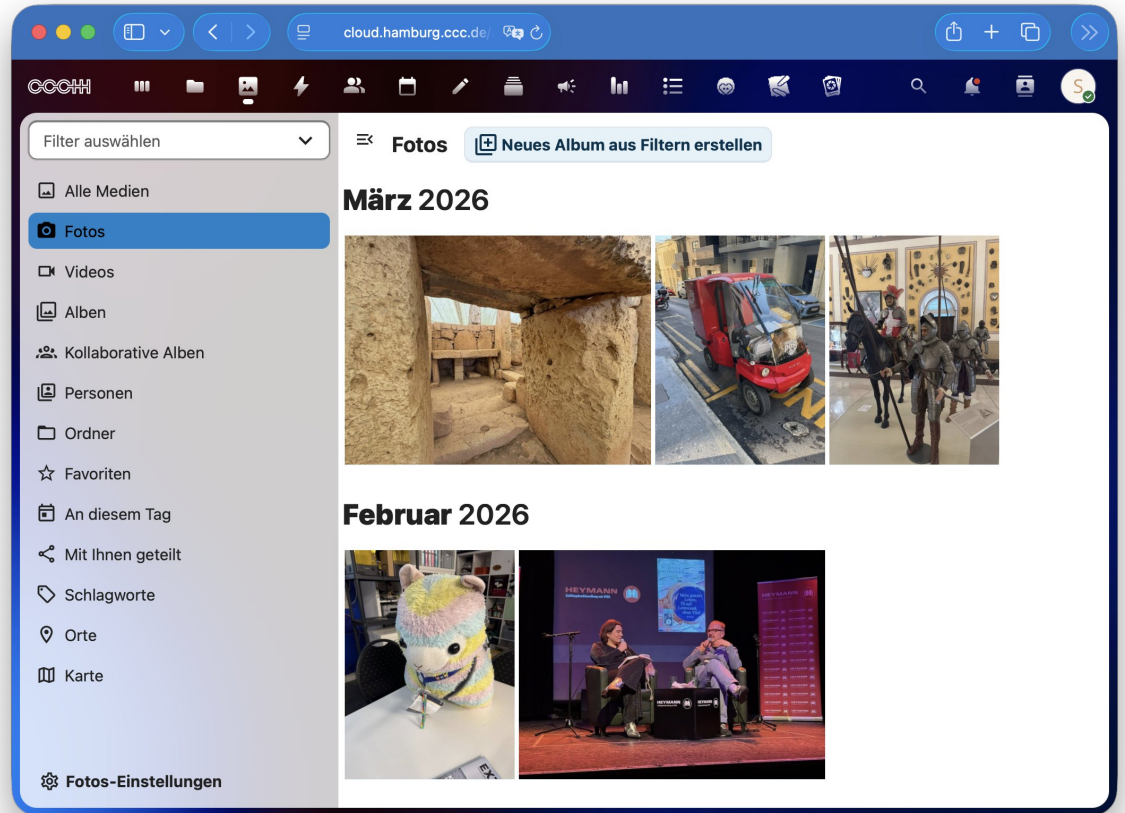 cloud.hamburg.ccc.de/
CCCHH
S
Filter auswählen
Fotos
Neues Album aus Filtern erstellen
Alle Medien
Fotos
Videos
Alben
Kollaborative Alben
Personen
Ordner
Favoriten
An diesem Tag
Mit Ihnen geteilt
Schlagworte
Orte
Karte
Fotos-Einstellungen
März 2026
Februar 2026
HEYMANN
HEYMANN
HEYMANN
HEYMANN